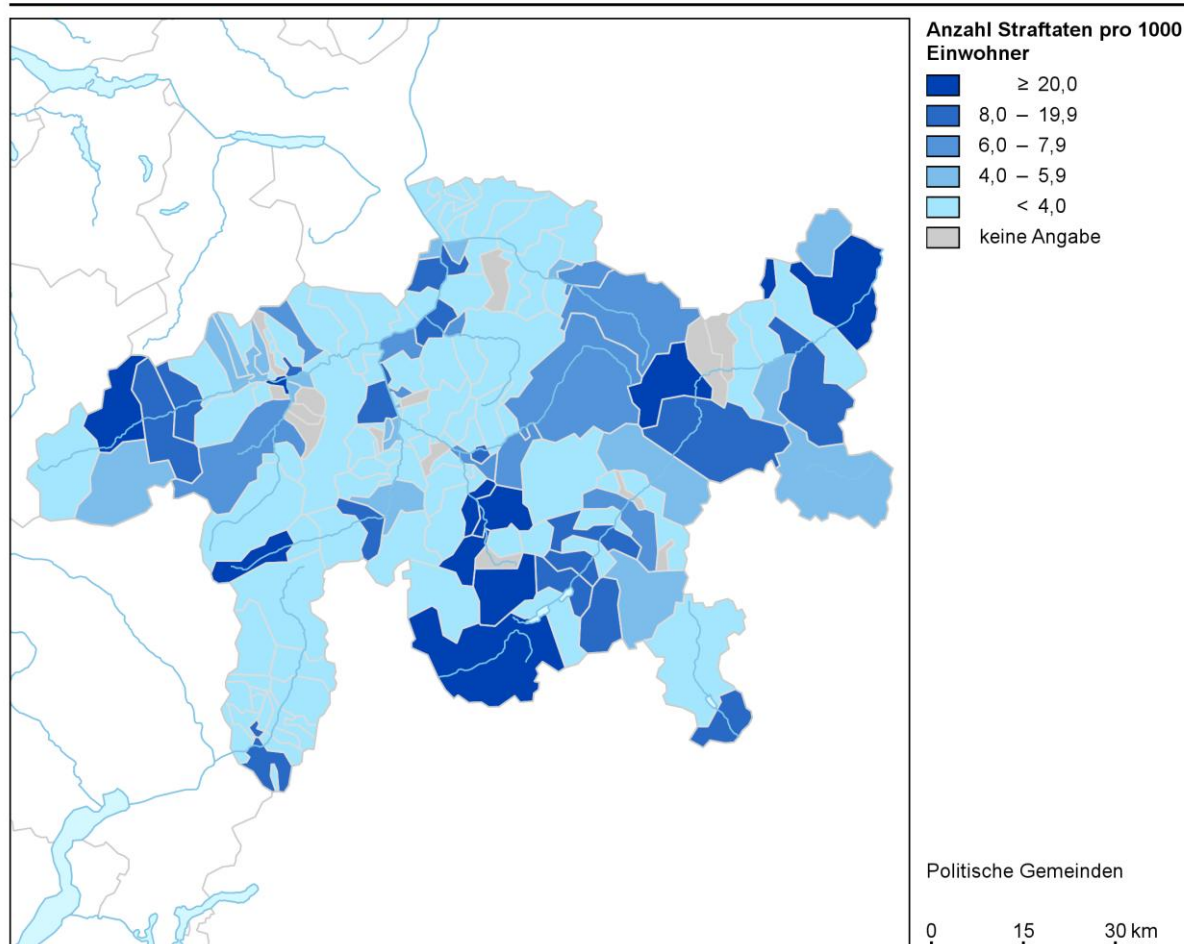 Anzahl Straftaten pro 1000
Einwohner
≥ 20,0
8,0 – 19,9
6,0 – 7,9
4,0 – 5,9
< 4,0
keine Angabe
Politische Gemeinden
0 15 30 km